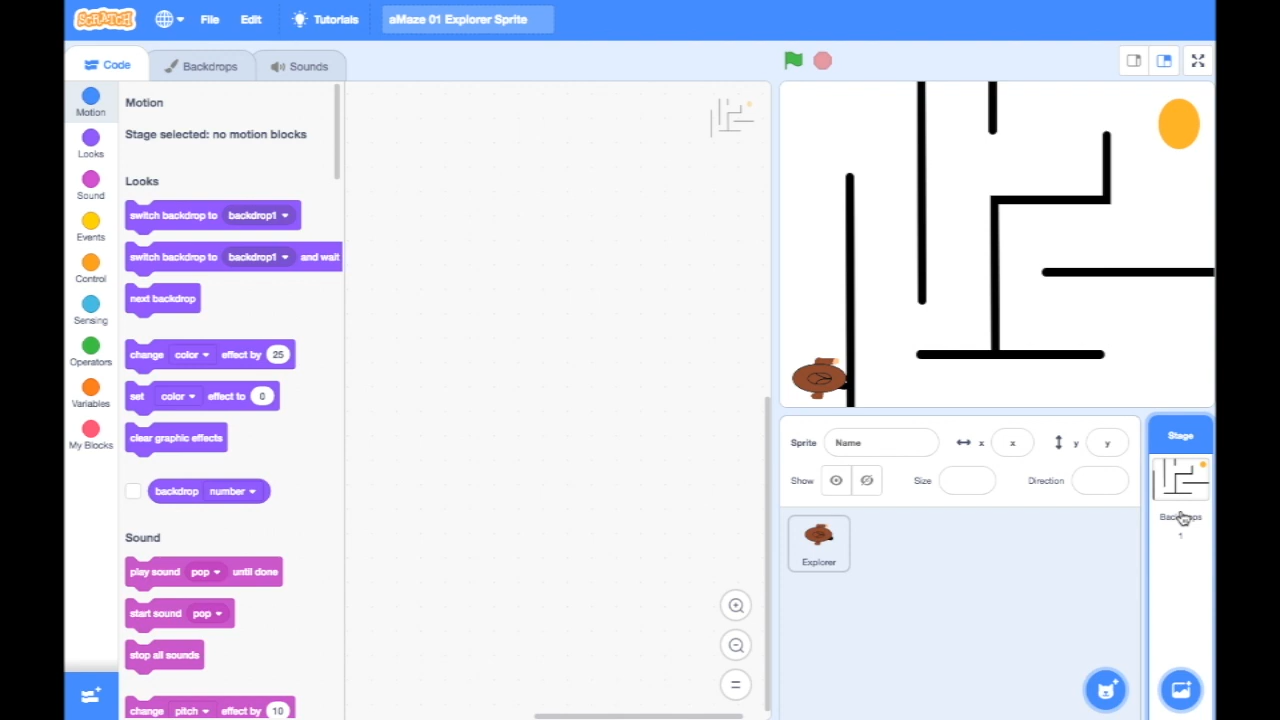 SCRATCH File Edit Tutorials aMaze 01 Explorer Sprite
Code Backdrops Sounds
Motion
Looks
Sound
Events
Control
Sensing
Operators
Variables
My Blocks
Motion
Stage selected: no motion blocks
Looks
switch backdrop to backdrop1
switch backdrop to backdrop1 and wait
next backdrop
change color effect by 25
set color effect to 0
clear graphic effects
backdrop number
Sound
play sound pop until done
start sound pop
stop all sounds
change pitch effect by 10
Sprite Name x x y y
Show Size Direction
Explorer
Stage
Backdrops
1